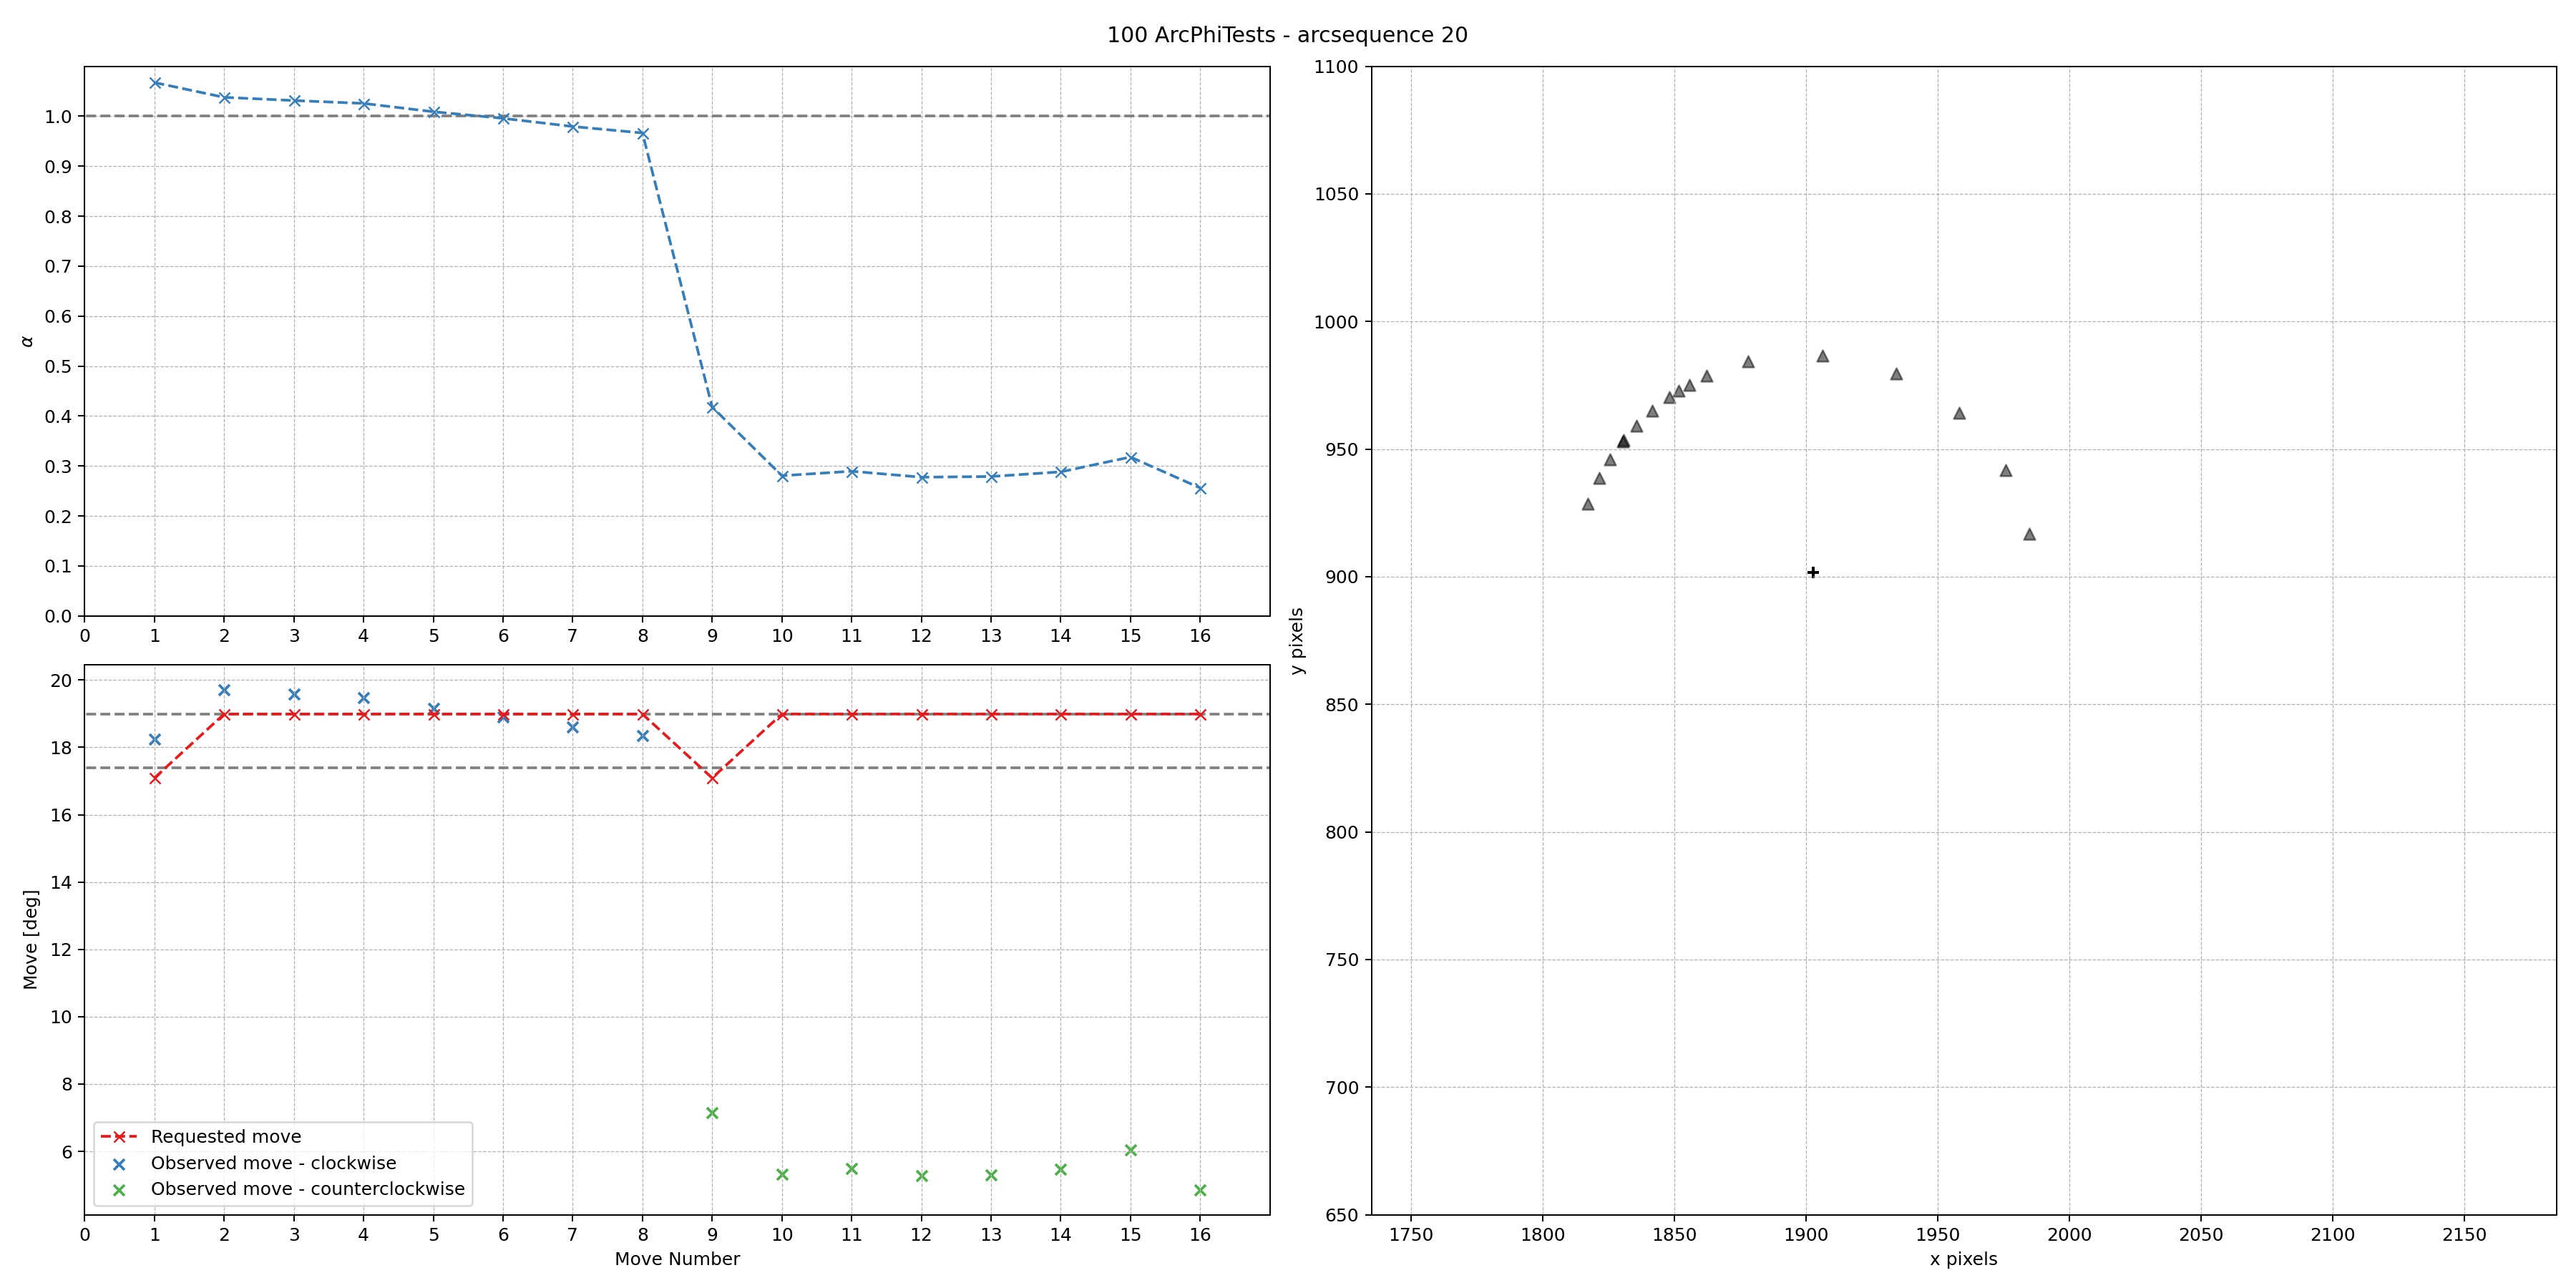 100 ArcPhiTests - arcsequence 20
α
1.0
0.9
0.8
0.7
0.6
0.5
0.4
0.3
0.2
0.1
0.0
0 1 2 3 4 5 6 7 8 9 10 11 12 13 14 15 16
Move [deg]
20
18
16
14
12
10
8
6
Requested move
Observed move - clockwise
Observed move - counterclockwise
0 1 2 3 4 5 6 7 8 9 10 11 12 13 14 15 16
Move Number
y pixels
1100
1050
1000
950
900
850
800
750
700
650
1750 1800 1850 1900 1950 2000 2050 2100 2150
x pixels